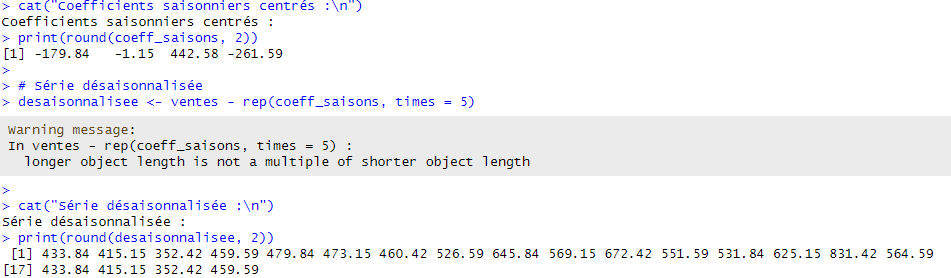 > cat("Coefficients saisonniers centrés :\n")
Coefficients saisonniers centrés :
> print(round(coeff_saisons, 2))
[1] -179.84   -1.15  442.58 -261.59
>
> # Série désaisonnalisée
> desaisonnalisee <- ventes - rep(coeff_saisons, times = 5)
Warning message:
In ventes - rep(coeff_saisons, times = 5) :
  longer object length is not a multiple of shorter object length
>
> cat("Série désaisonnalisée :\n")
Série désaisonnalisée :
> print(round(desaisonnalisee, 2))
 [1] 433.84 415.15 352.42 459.59 479.84 473.15 460.42 526.59 645.84 569.15 672.42 551.59 531.84 625.15 831.42 564.59
[17] 433.84 415.15 352.42 459.59